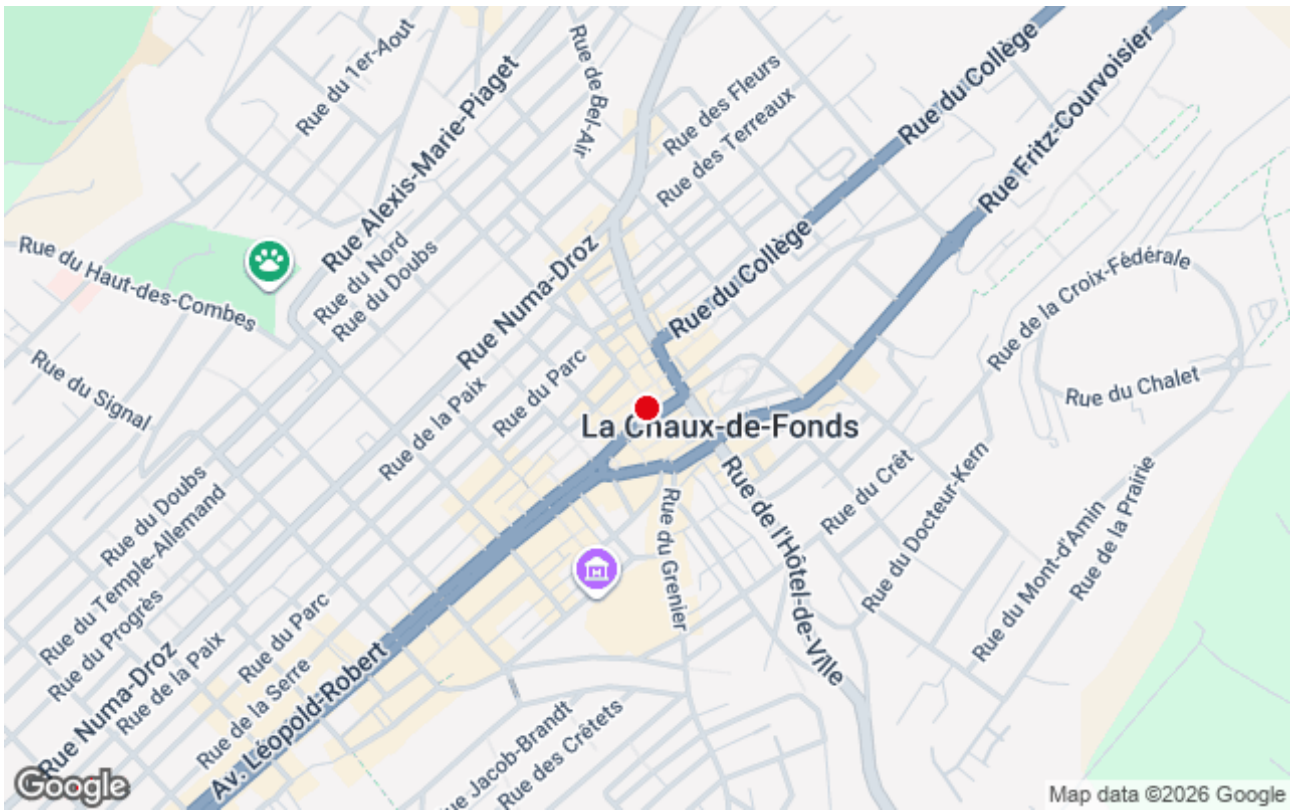 Rue du 1er-Aout
Rue Alexis-Marie-Piaget
Rue de Bel-Air
Rue des Fleurs
Rue des Terreaux
Rue du Collège
Rue Fritz-Courvoisier
Rue du Haut-des-Combes
Rue du Nord
Rue du Doubs
Rue Numa-Droz
Rue du Collège
Rue de la Croix-Fédérale
Rue du Signal
Rue de la Paix
Rue du Parc
Rue du Chalet
La Chaux-de-Fonds
Rue du Doubs
Rue du Temple-Allemand
Rue du Progrès
Rue du Grenier
Rue de l'Hôtel-de-Ville
Rue du Crêt
Rue du Docteur-Kern
Rue du Mont-d'Amin
Rue de la Prairie
Rue Numa-Droz
Rue de la Paix
Rue du Parc
Rue de la Serre
Av. Léopold-Robert
Rue Jacob-Brandt
Rue des Crêtets
Google
Map data ©2026 Google